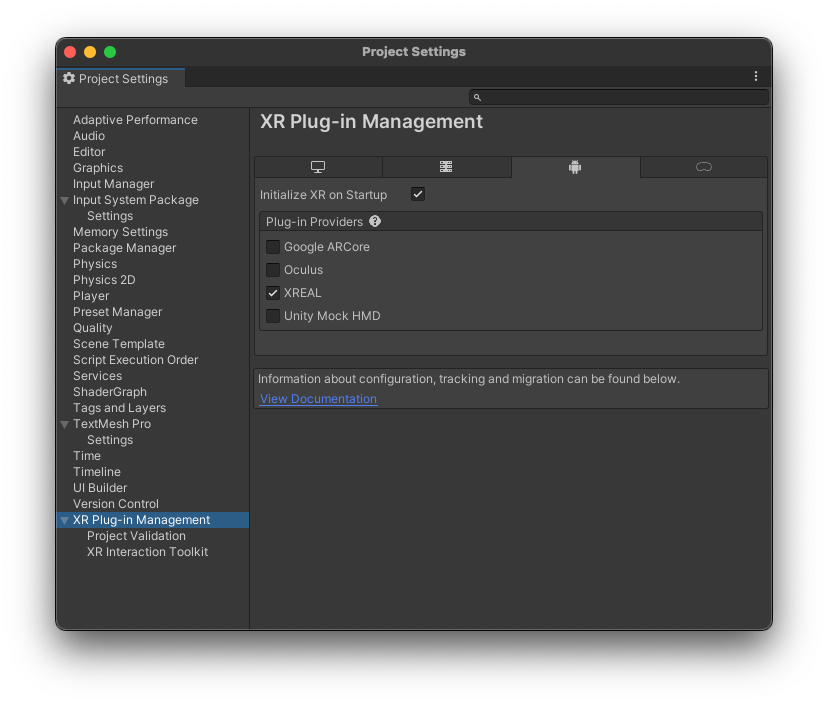 Project Settings
Project Settings
Adaptive Performance
Audio
Editor
Graphics
Input Manager
Input System Package
Settings
Memory Settings
Package Manager
Physics
Physics 2D
Player
Preset Manager
Quality
Scene Template
Script Execution Order
Services
ShaderGraph
Tags and Layers
TextMesh Pro
Settings
Time
Timeline
UI Builder
Version Control
XR Plug-in Management
Project Validation
XR Interaction Toolkit
XR Plug-in Management
Initialize XR on Startup
Plug-in Providers
Google ARCore
Oculus
XREAL
Unity Mock HMD
Information about configuration, tracking and migration can be found below.
View Documentation